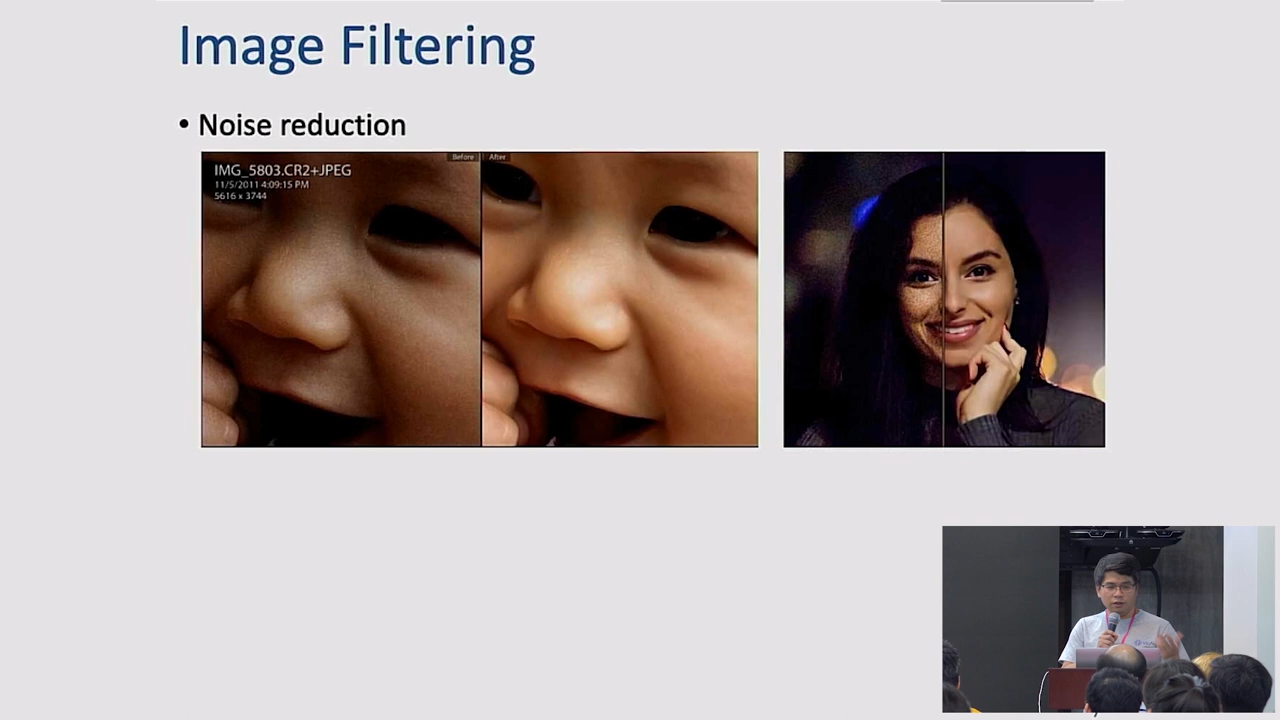 Image Filtering
• Noise reduction
Before
After
IMG_5803.CR2+JPEG
11/5/2011 4:09:15 PM
5616 x 3744